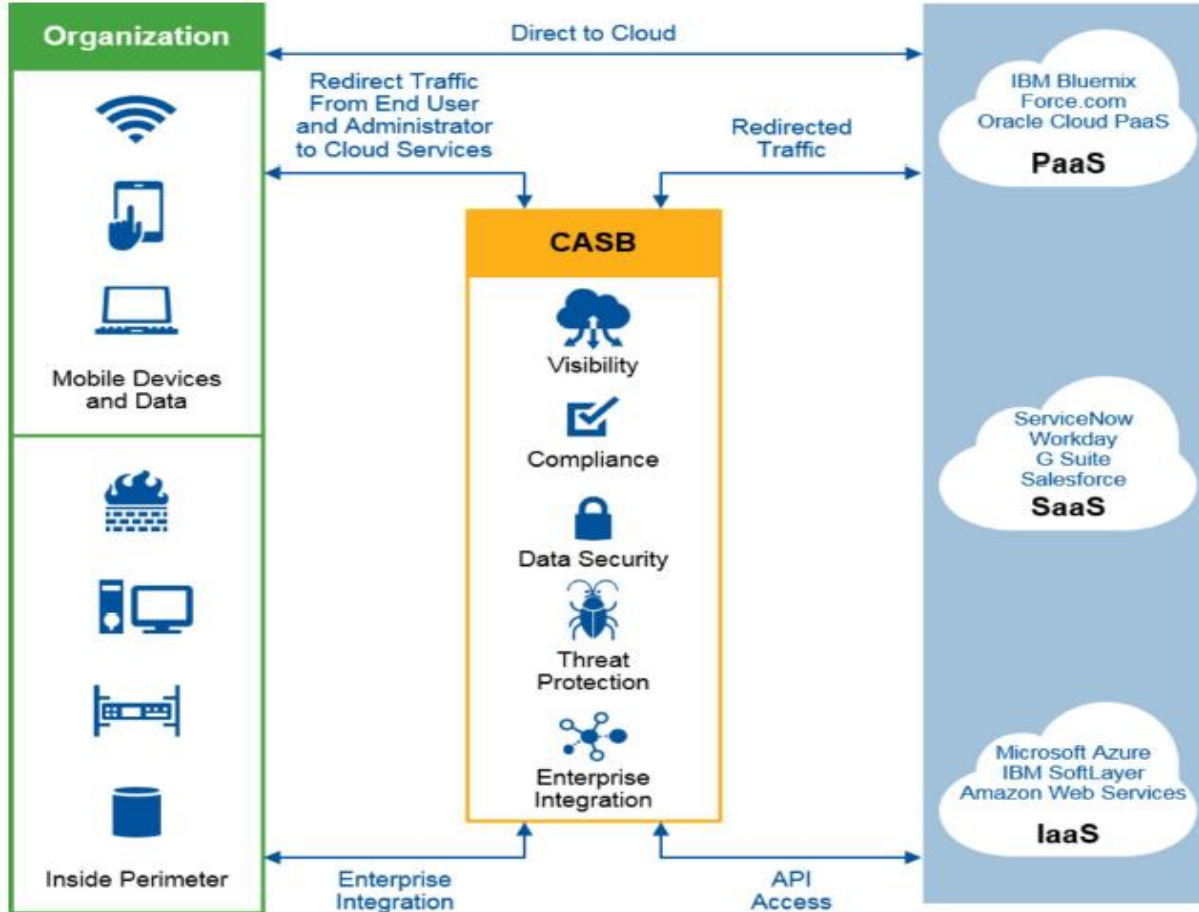 Organization
Mobile Devices
and Data
Inside Perimeter
Direct to Cloud
Redirect Traffic
From End User
and Administrator
to Cloud Services
Redirected
Traffic
CASB
Visibility
Compliance
Data Security
Threat
Protection
Enterprise
Integration
Enterprise
Integration
API
Access
IBM Bluemix
Force.com
Oracle Cloud PaaS
PaaS
ServiceNow
Workday
G Suite
Salesforce
SaaS
Microsoft Azure
IBM SoftLayer
Amazon Web Services
IaaS